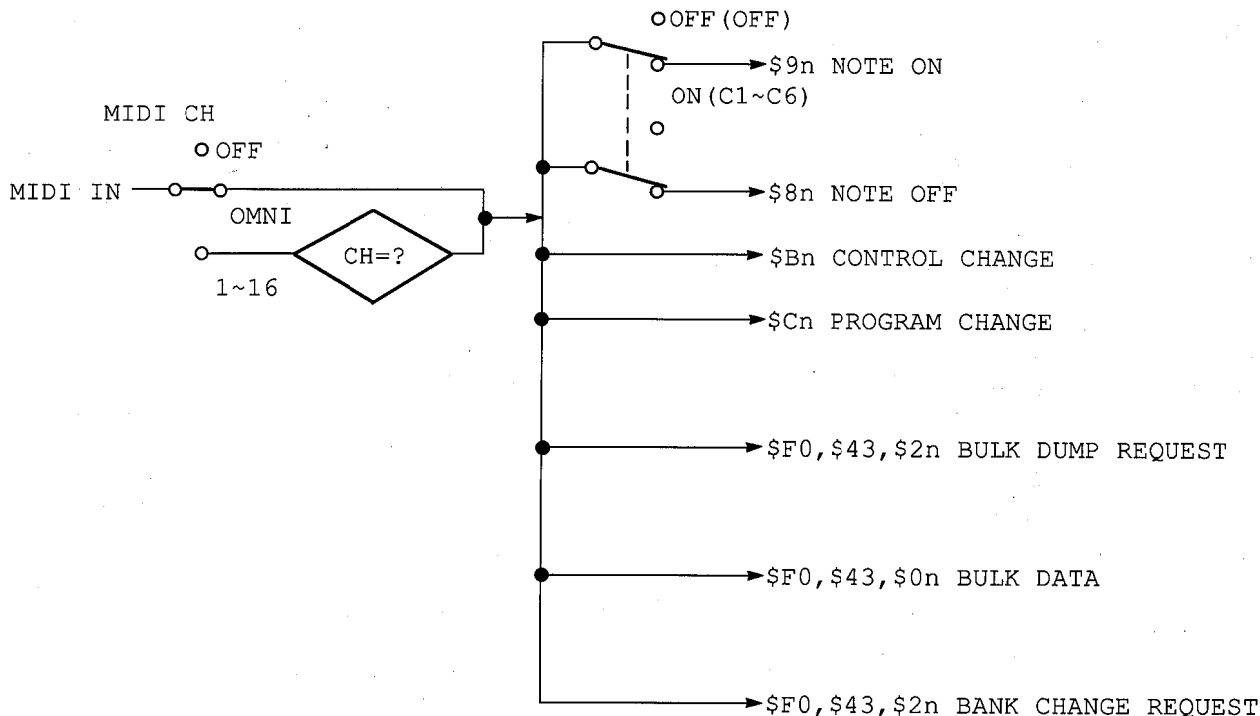 OFF(OFF)
$9n NOTE ON
ON(C1~C6)
MIDI CH
OFF
MIDI IN
OMNI
$8n NOTE OFF
CH=?
1~16
$Bn CONTROL CHANGE
$Cn PROGRAM CHANGE
$F0,$43,$2n BULK DUMP REQUEST
$F0,$43,$0n BULK DATA
$F0,$43,$2n BANK CHANGE REQUEST